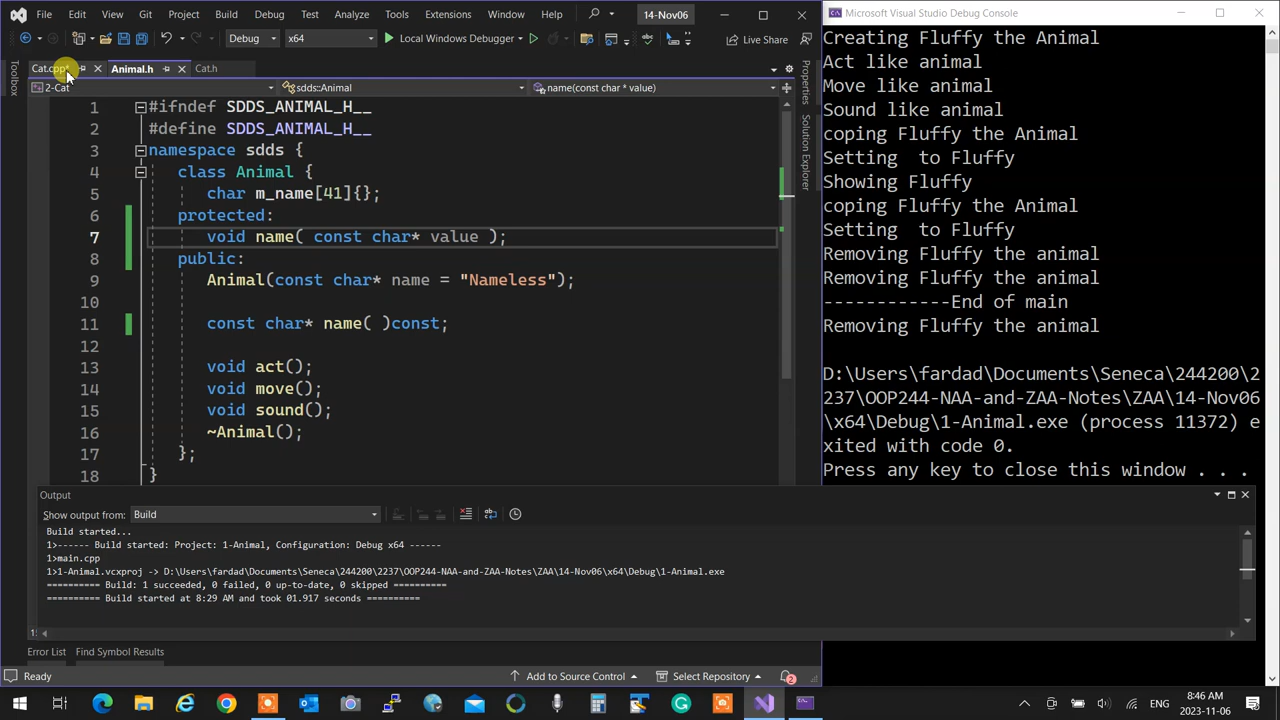 File Edit View Git Project Build Debug Test Analyze Tools Extensions Window Help 14-Nov06
Debug x64 Local Windows Debugger Live Share
Cat.cpp* Animal.h Cat.h
2-Cat sdds::Animal name(const char * value)
Toolbox
Properties
Solution Explorer
1 #ifndef SDDS_ANIMAL_H__
2 #define SDDS_ANIMAL_H__
3 namespace sdds {
4 class Animal {
5 char m_name[41]{};
6 protected:
7 void name( const char* value );
8 public:
9 Animal(const char* name = "Nameless");
10
11 const char* name( )const;
12
13 void act();
14 void move();
15 void sound();
16 ~Animal();
17 };
18 }
Output
Show output from: Build
Build started...
1>------ Build started: Project: 1-Animal, Configuration: Debug x64 ------
1>main.cpp
1>1-Animal.vcxproj -> D:\Users\fardad\Documents\Seneca\244200\2237\OOP244-NAA-and-ZAA-Notes\ZAA\14-Nov06\x64\Debug\1-Animal.exe
========== Build: 1 succeeded, 0 failed, 0 up-to-date, 0 skipped ==========
========== Build started at 8:29 AM and took 01.917 seconds ==========
Error List Find Symbol Results
Ready Add to Source Control Select Repository 2
Microsoft Visual Studio Debug Console
Creating Fluffy the Animal
Act like animal
Move like animal
Sound like animal
coping Fluffy the Animal
Setting  to Fluffy
Showing Fluffy
coping Fluffy the Animal
Setting  to Fluffy
Removing Fluffy the animal
Removing Fluffy the animal
------------End of main
Removing Fluffy the animal
D:\Users\fardad\Documents\Seneca\244200\2
237\OOP244-NAA-and-ZAA-Notes\ZAA\14-Nov06
\x64\Debug\1-Animal.exe (process 11372) e
xited with code 0.
Press any key to close this window . . .
ENG
8:46 AM
2023-11-06